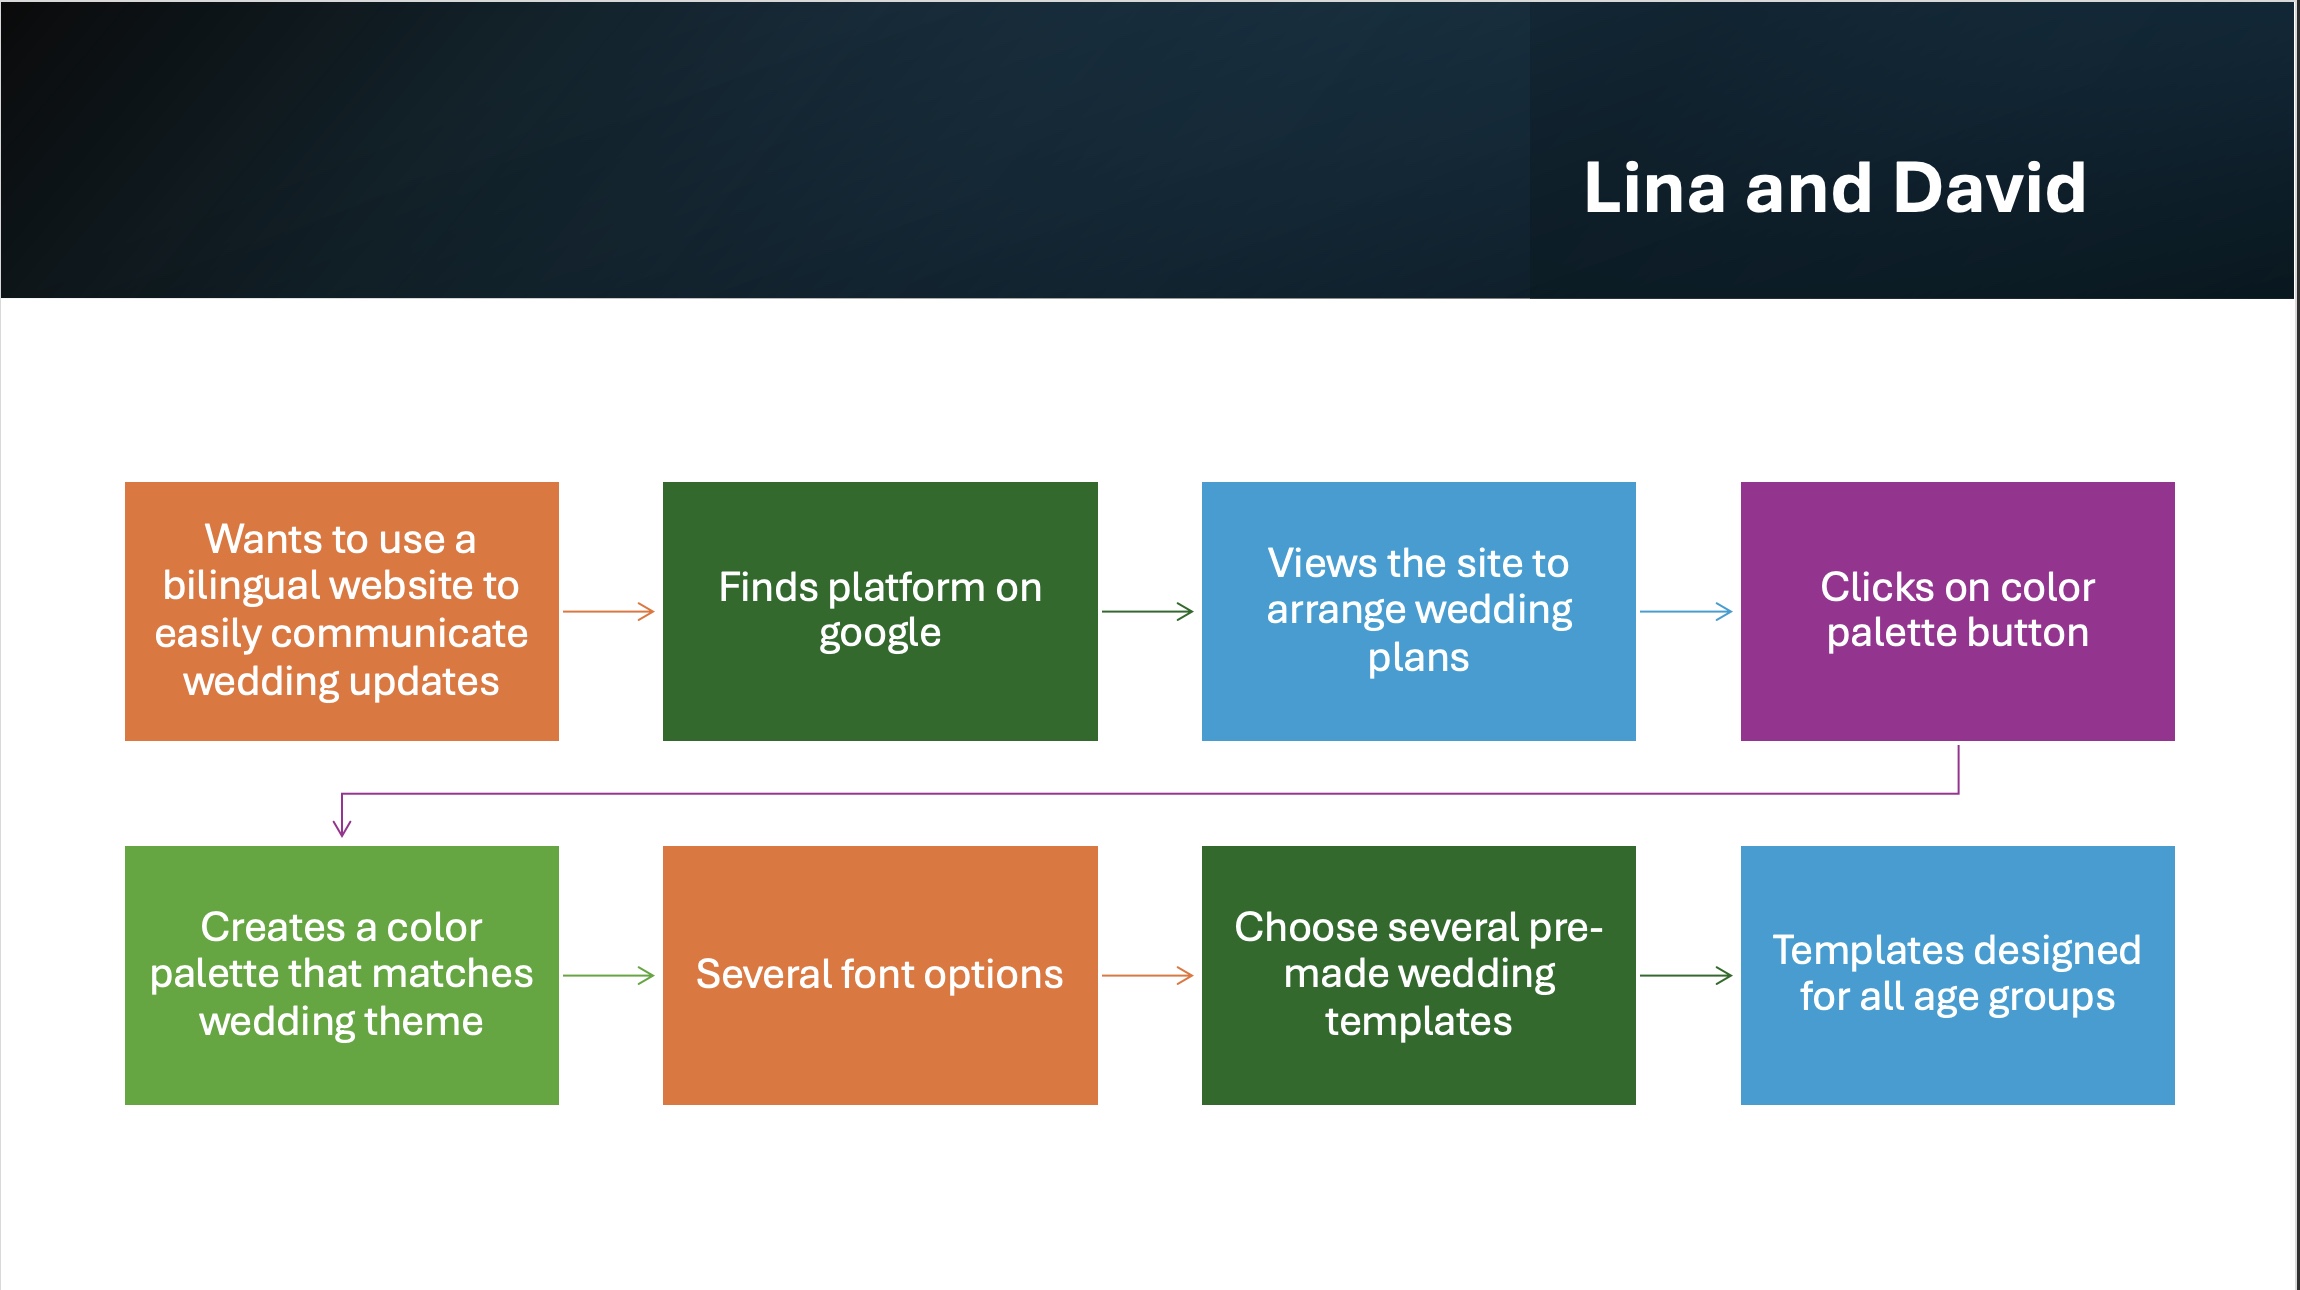 Lina and David
Wants to use a
bilingual website to
easily communicate
wedding updates
Finds platform on
google
Views the site to
arrange wedding
plans
Clicks on color
palette button
Creates a color
palette that matches
wedding theme
Several font options
Choose several pre-
made wedding
templates
Templates designed
for all age groups